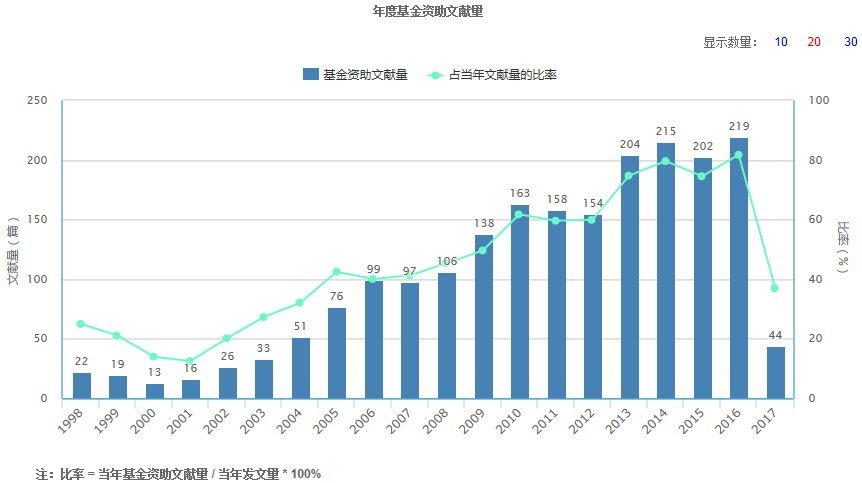 年度基金资助文献量
显示数量： 10 20 30
基金资助文献量 占当年文献量的比率
250 100
200 80
150 60
100 40
50 20
0 0
文献量（篇）
比率（%）
22 19 13 16 26 33 51 76 99 97 106 138 163 158 154 204 215 202 219 44
1998 1999 2000 2001 2002 2003 2004 2005 2006 2007 2008 2009 2010 2011 2012 2013 2014 2015 2016 2017
注：比率 = 当年基金资助文献量 / 当年发文量 * 100%